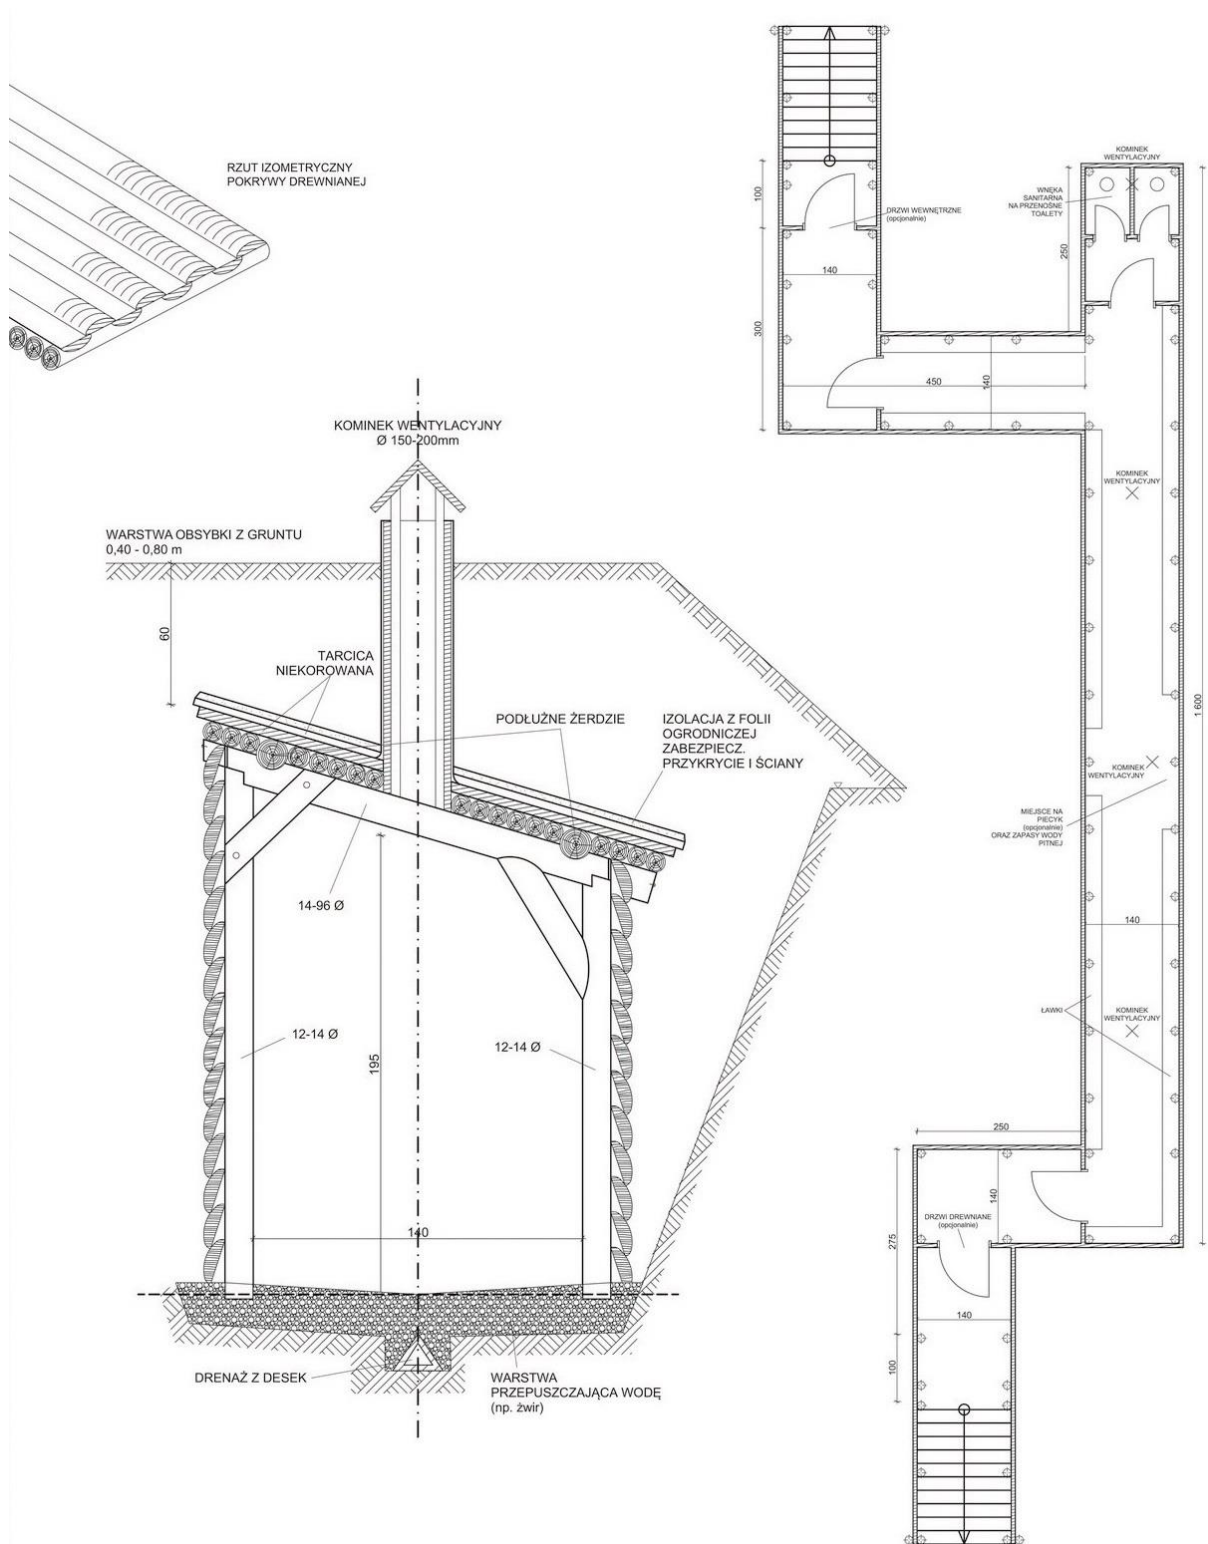 RZUT IZOMETRYCZNY
POKRYWY DREWNIANEJ
KOMINEK WENTYLACYJNY
Ø 150-200mm
WARSTWA OBSYBKI Z GRUNTU
0,40 - 0,80 m
60
TARCICA
NIEKOROWANA
PODŁUŻNE ŻERDZIE
IZOLACJA Z FOLII
OGRODNICZEJ
ZABEZPIECZ.
PRZYKRYCIE I ŚCIANY
14-96 Ø
12-14 Ø
12-14 Ø
195
140
DRENAŻ Z DESEK
WARSTWA
PRZEPUSZCZAJĄCA WODĘ
(np. żwir)
KOMINEK
WENTYLACYJNY
WNĘKA
SANITARNA
NA PRZENOŚNE
TOALETY
100
DRZWI WEWNĘTRZNE
(opcjonalnie)
250
140
300
450
140
KOMINEK
WENTYLACYJNY
1 600
KOMINEK
WENTYLACYJNY
MIEJSCE NA
PIECYK
(opcjonalnie)
ORAZ ZAPASY WODY
PITNEJ
140
ŁAWKI
KOMINEK
WENTYLACYJNY
250
140
DRZWI DREWNIANE
(opcjonalnie)
275
140
100